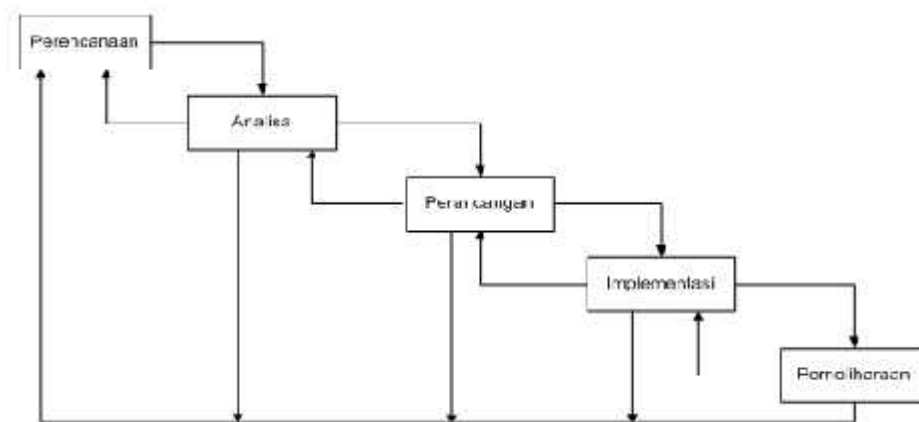 Perencanaan
Analisa
Perancangan
Implementasi
Pemeliharaan